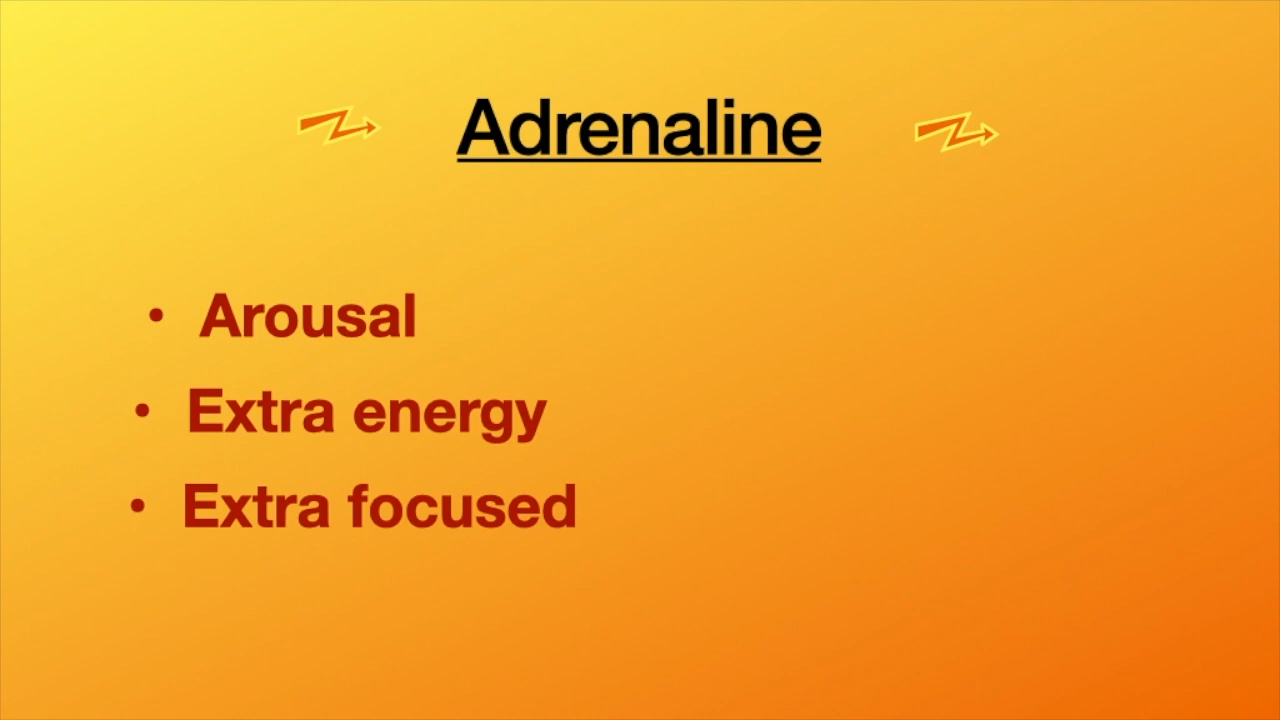 Adrenaline
• Arousal
• Extra energy
• Extra focused